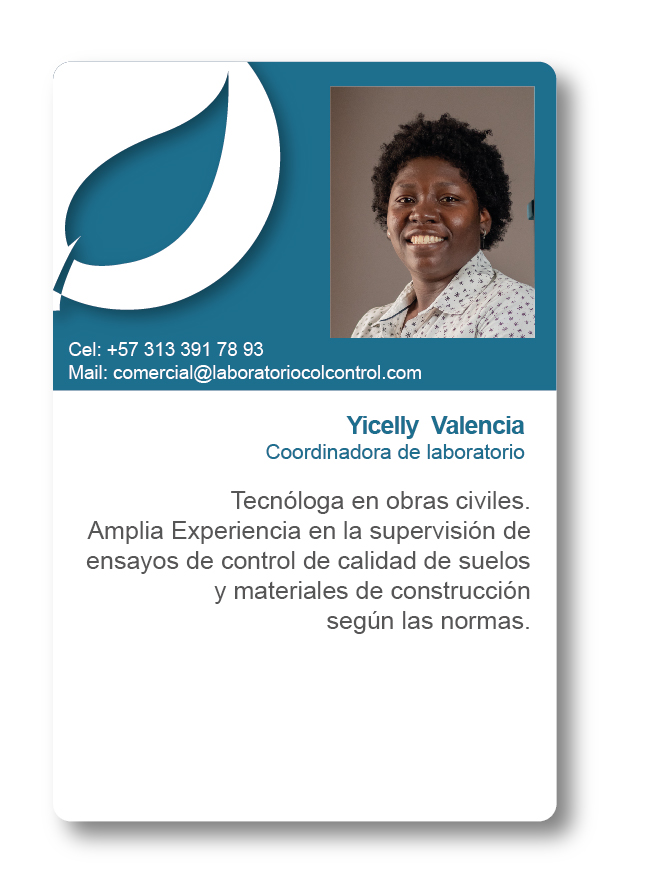 Cel: +57 313 391 78 93
Mail: comercial@laboratoriocolcontrol.com
Yicelly Valencia
Coordinadora de laboratorio
Tecnóloga en obras civiles.
Amplia Experiencia en la supervisión de
ensayos de control de calidad de suelos
y materiales de construcción
según las normas.